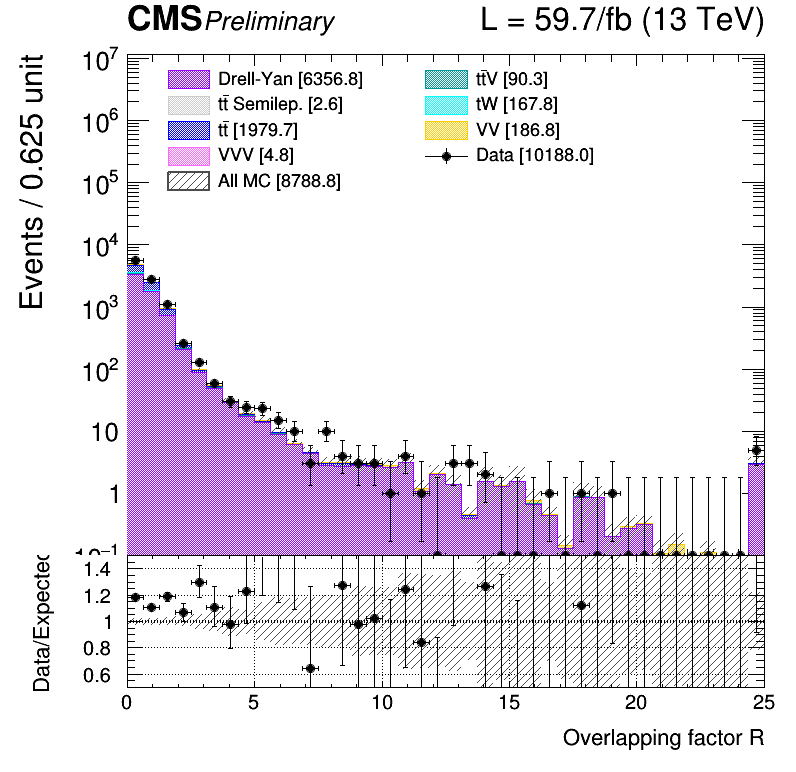 CMS Preliminary L = 59.7/fb (13 TeV)
Events / 0.625 unit
10⁷
10⁶
10⁵
10⁴
10³
10²
10
1
10⁻¹
Drell-Yan [6356.8]
tt̄ Semilep. [2.6]
tt̄ [1979.7]
VVV [4.8]
All MC [8788.8]
tt̄V [90.3]
tW [167.8]
VV [186.8]
Data [10188.0]
Data/Expected
1.4
1.2
1
0.8
0.6
0 5 10 15 20 25
Overlapping factor R